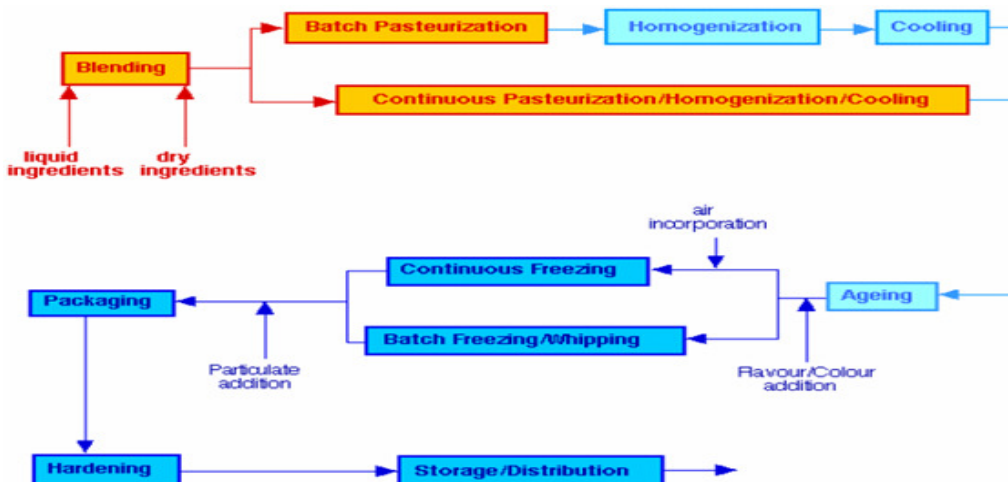 Batch Pasteurization
Homogenization
Cooling
Blending
Continuous Pasteurization/Homogenization/Cooling
liquid
ingredients
dry
ingredients
air
incorporation
Continuous Freezing
Ageing
Packaging
Batch Freezing/Whipping
Particulate
addition
Flavour/Colour
addition
Hardening
Storage/Distribution